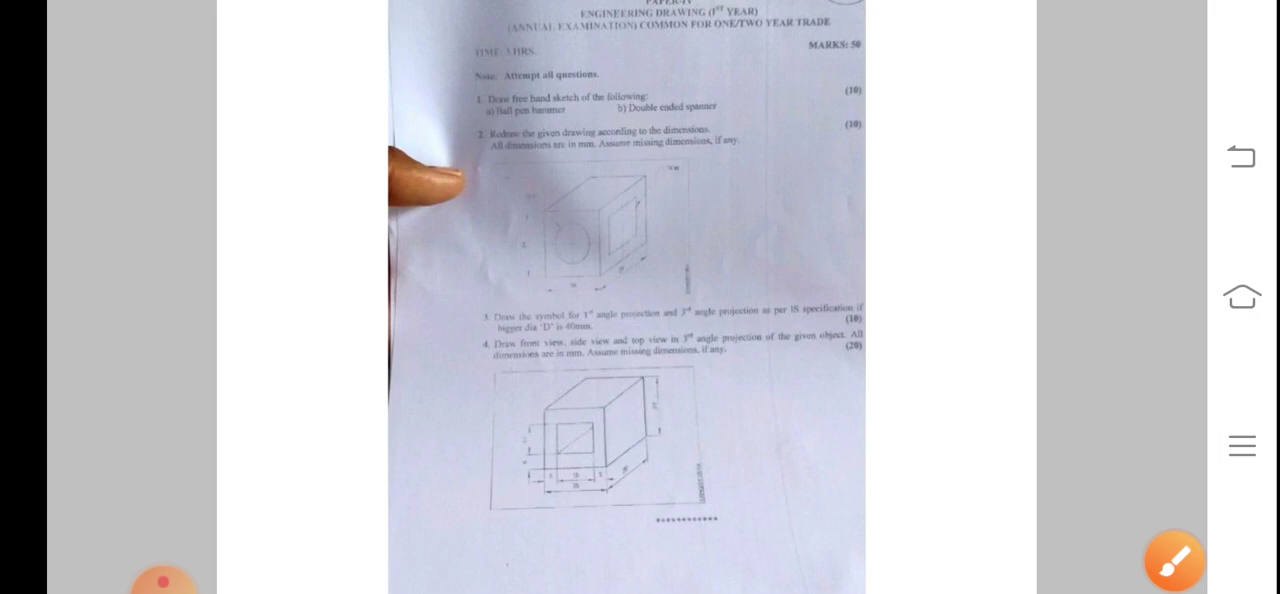 PAPER-IV
ENGINEERING DRAWING (1ST YEAR)
(ANNUAL EXAMINATION) COMMON FOR ONE/TWO YEAR TRADE
TIME: 3 HRS.
MARKS: 50
Note: Attempt all questions.
1. Draw free hand sketch of the following: (10)
a) Ball pen hammer b) Double ended spanner
2. Redraw the given drawing according to the dimensions. (10)
All dimensions are in mm. Assume missing dimensions, if any.
3. Draw the symbol for 1st angle projection and 3rd angle projection as per IS specification if
bigger dia 'D' is 40mm. (10)
4. Draw front view, side view and top view in 3rd angle projection of the given object. All
dimensions are in mm. Assume missing dimensions, if any. (20)
************